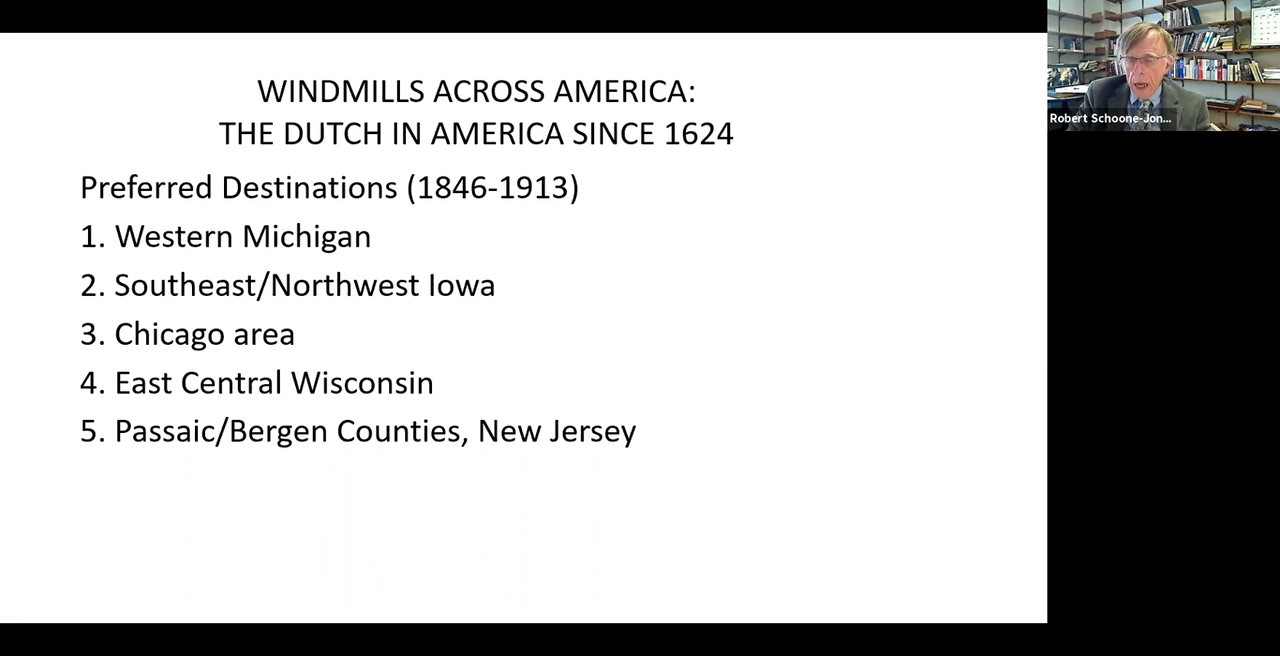 WINDMILLS ACROSS AMERICA:
THE DUTCH IN AMERICA SINCE 1624
Preferred Destinations (1846-1913)
1. Western Michigan
2. Southeast/Northwest Iowa
3. Chicago area
4. East Central Wisconsin
5. Passaic/Bergen Counties, New Jersey
Robert Schoone-Jon...